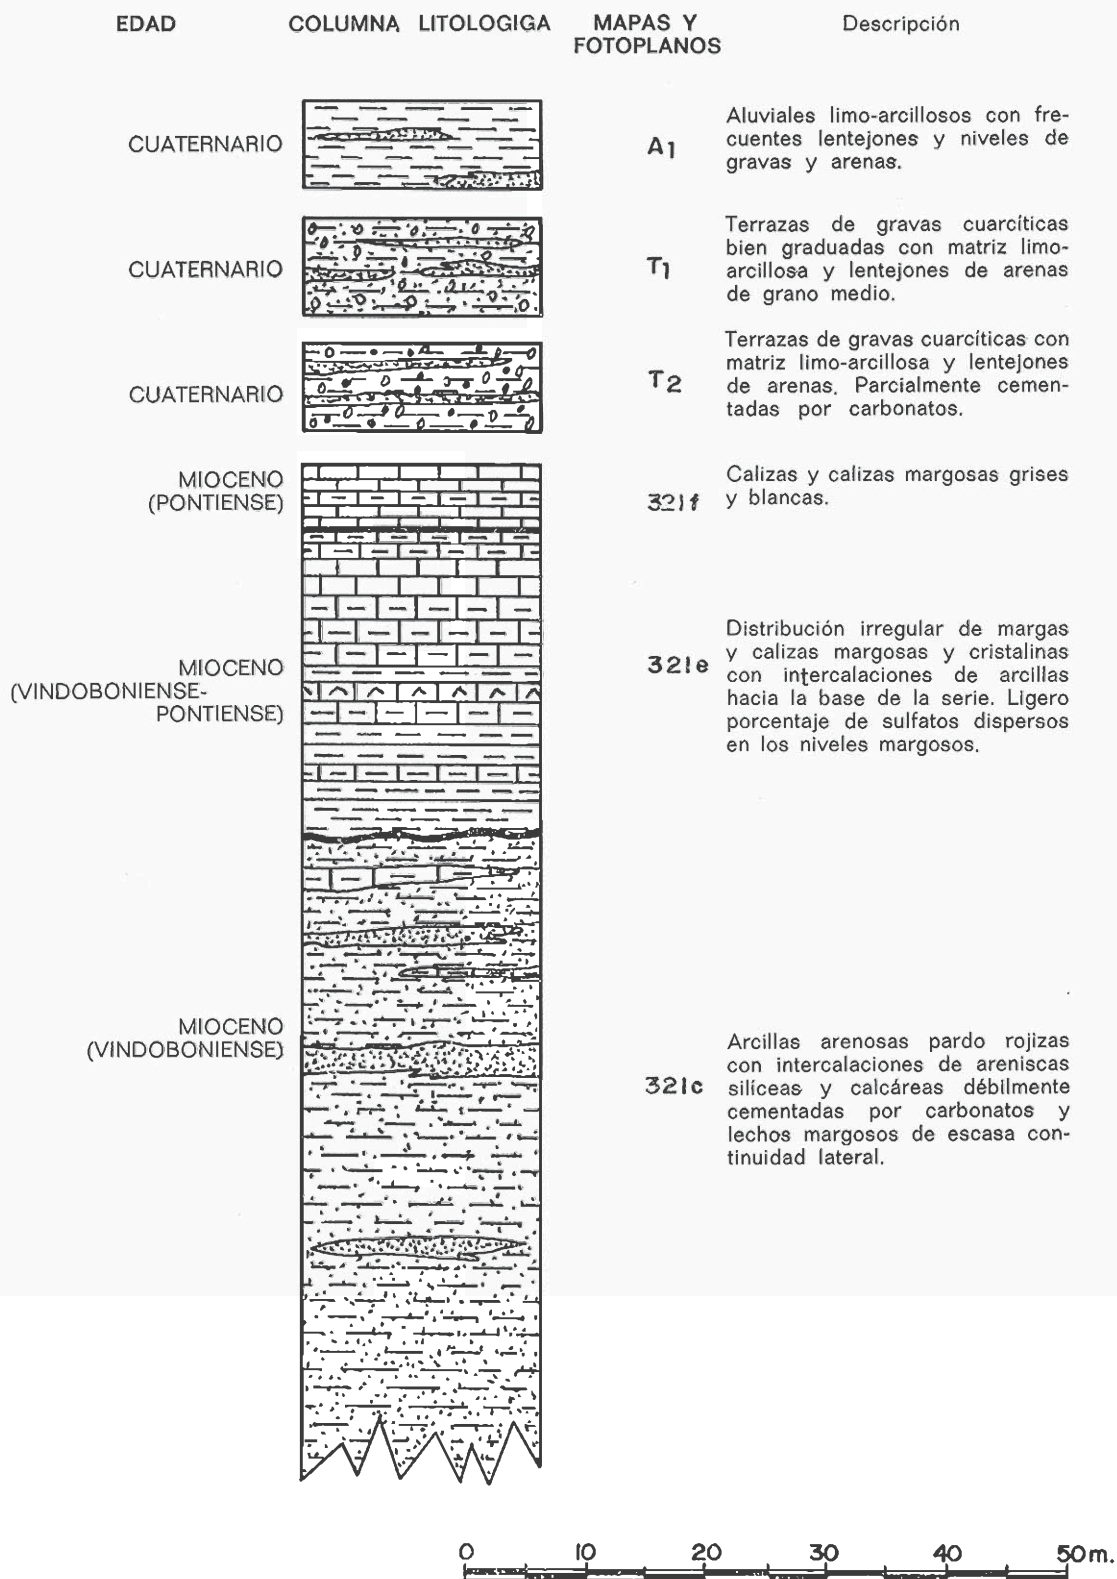 EDAD
COLUMNA LITOLOGIGA
MAPAS Y
FOTOPLANOS
Descripción
CUATERNARIO
A1
Aluviales limo-arcillosos con fre-
cuentes lentejones y niveles de
gravas y arenas.
CUATERNARIO
T1
Terrazas de gravas cuarcíticas
bien graduadas con matriz limo-
arcillosa y lentejones de arenas
de grano medio.
CUATERNARIO
T2
Terrazas de gravas cuarcíticas con
matriz limo-arcillosa y lentejones
de arenas. Parcialmente cemen-
tadas por carbonatos.
MIOCENO
(PONTIENSE)
321f
Calizas y calizas margosas grises
y blancas.
MIOCENO
(VINDOBONIENSE-
PONTIENSE)
321e
Distribución irregular de margas
y calizas margosas y cristalinas
con intercalaciones de arcillas
hacia la base de la serie. Ligero
porcentaje de sulfatos dispersos
en los niveles margosos.
MIOCENO
(VINDOBONIENSE)
321c
Arcillas arenosas pardo rojizas
con intercalaciones de areniscas
silíceas y calcáreas débilmente
cementadas por carbonatos y
lechos margosos de escasa con-
tinuidad lateral.
0 10 20 30 40 50 m.